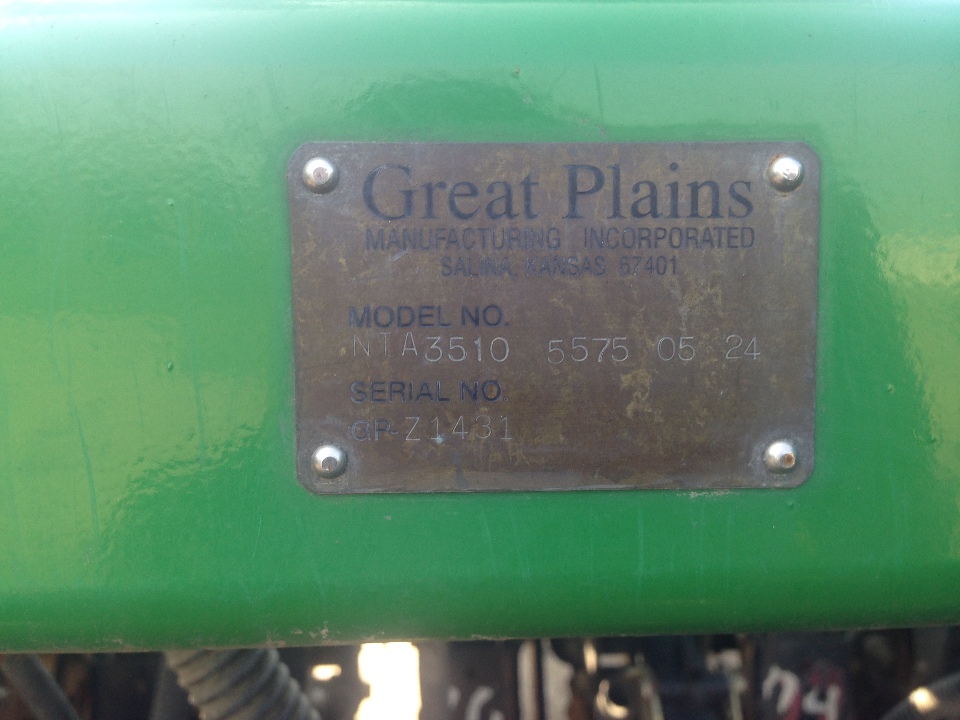 Great Plains
MANUFACTURING INCORPORATED
SALINA, KANSAS 67401
MODEL NO.
NTA3510 5575 05 24
SERIAL NO.
GP-Z1431